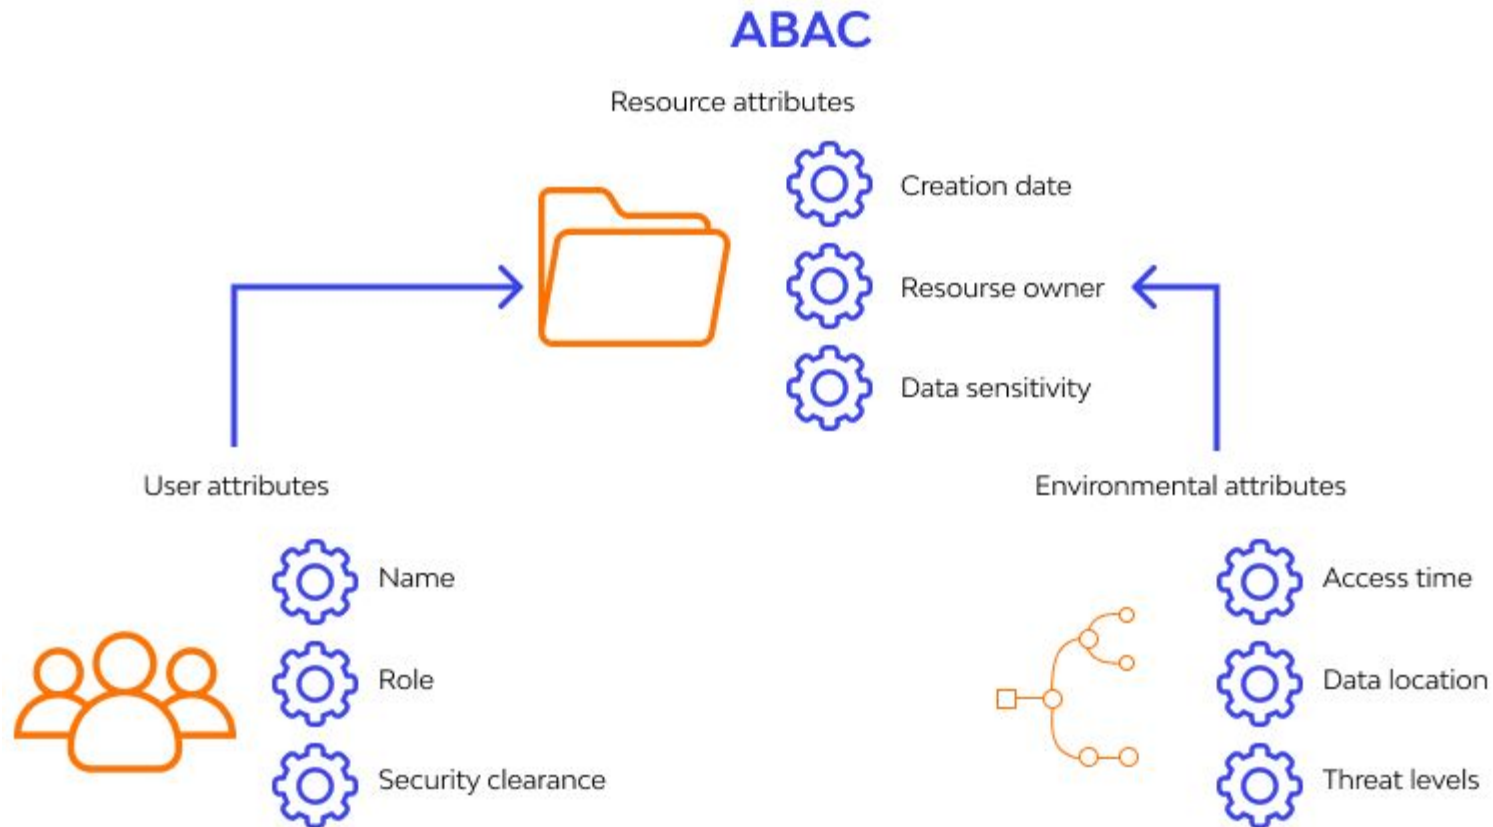 ABAC
Resource attributes
Creation date
Resourse owner
Data sensitivity
User attributes
Name
Role
Security clearance
Environmental attributes
Access time
Data location
Threat levels